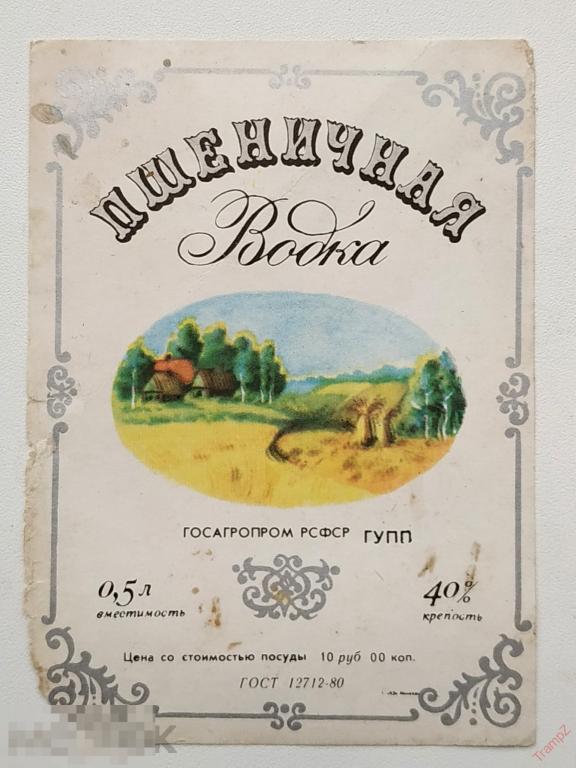 ПШЕНИЧНАЯ
Водка
ГОСАГРОПРОМ РСФСР ГУПП
0,5 л
вместимость
40%
крепость
Цена со стоимостью посуды 10 руб 00 коп.
ГОСТ 12712-80
TrampZ